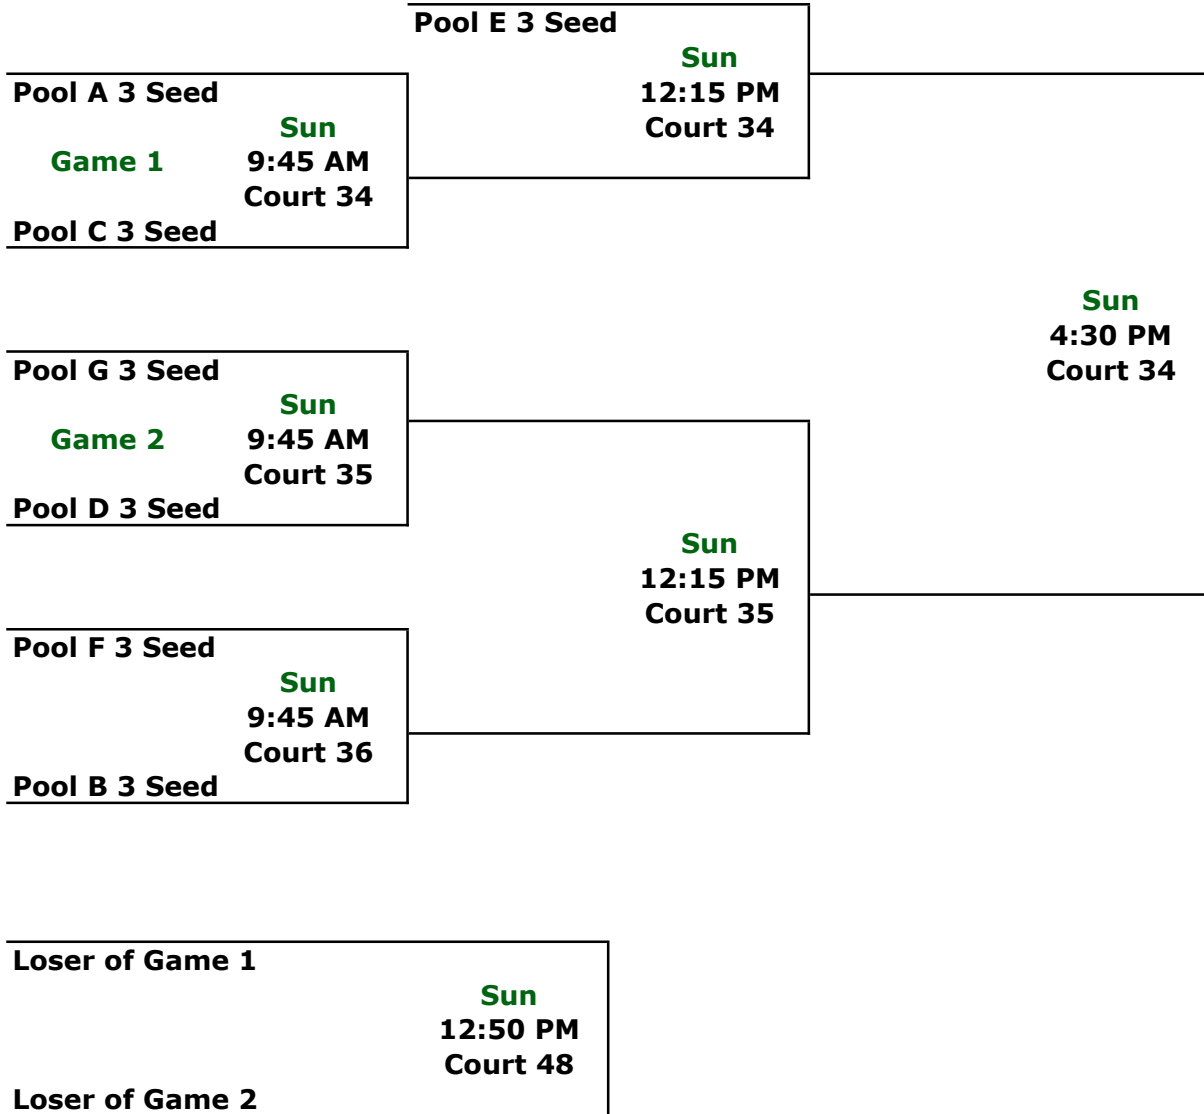 Pool E 3 Seed
Sun
12:15 PM
Court 34
Pool A 3 Seed
Sun
Game 1 9:45 AM
Court 34
Pool C 3 Seed
Sun
4:30 PM
Court 34
Pool G 3 Seed
Sun
Game 2 9:45 AM
Court 35
Pool D 3 Seed
Sun
12:15 PM
Court 35
Pool F 3 Seed
Sun
9:45 AM
Court 36
Pool B 3 Seed
Loser of Game 1
Sun
12:50 PM
Court 48
Loser of Game 2